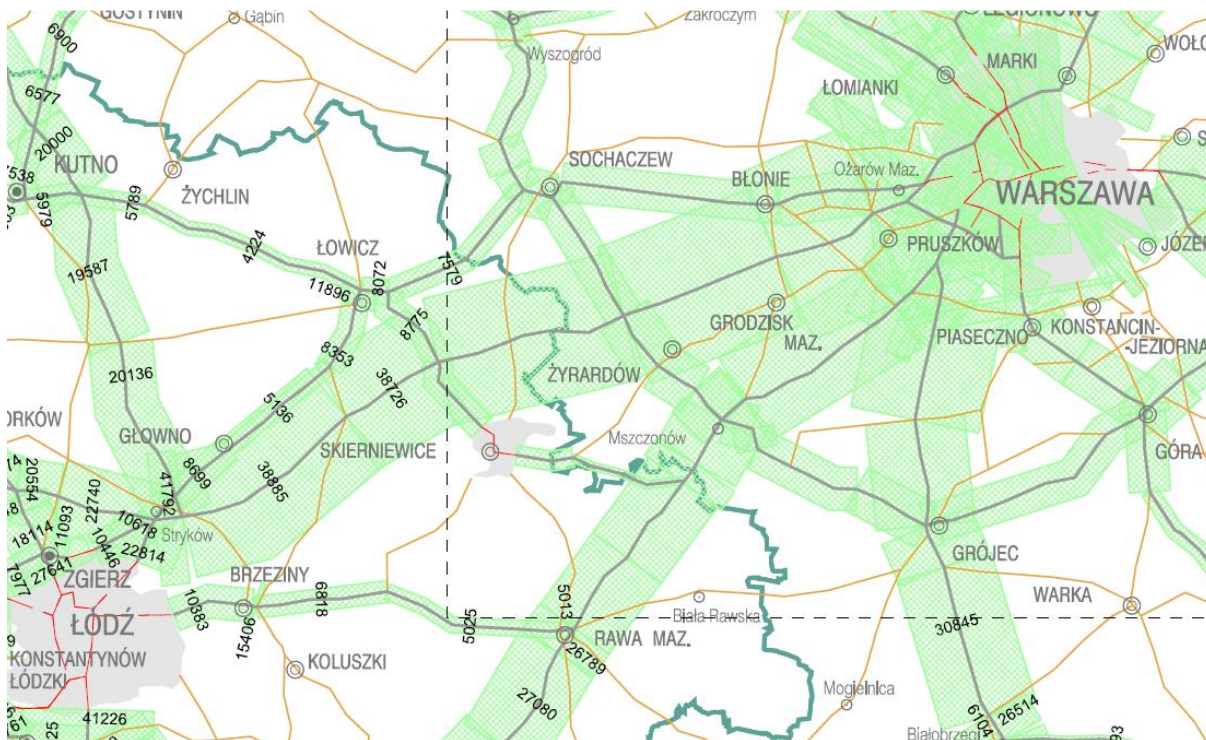 GOSTYNIN
Gąbin
Zakroczym
LEGIONOWO
6900
Wyszogród
MARKI
ŁOMIANKI
6577
20000
KUTNO
SOCHACZEW
Ożarów Maz.
BŁONIE
WARSZAWA
7538
5979
5789
ŻYCHLIN
4224
ŁOWICZ
PRUSZKÓW
19587
11896
8072
7579
8775
GRODZISK
MAZ.
PIASECZNO
KONSTANCIN-
-JEZIORNA
8353
38726
ŻYRARDÓW
20136
5136
GŁOWNO
SKIERNIEWICE
Mszczonów
GÓRA
8699
38885
20554
22740
41792
11093
18114
10618
Stryków
10446
22814
GRÓJEC
7977
27641
ZGIERZ
BRZEZINY
6818
WARKA
ŁÓDŹ
10383
15406
5025
5013
Biała Rawska
30845
RAWA MAZ.
26789
KONSTANTYNÓW
ŁÓDZKI
KOLUSZKI
27080
Mogielnica
41226
6104
26514
Białobrzegi